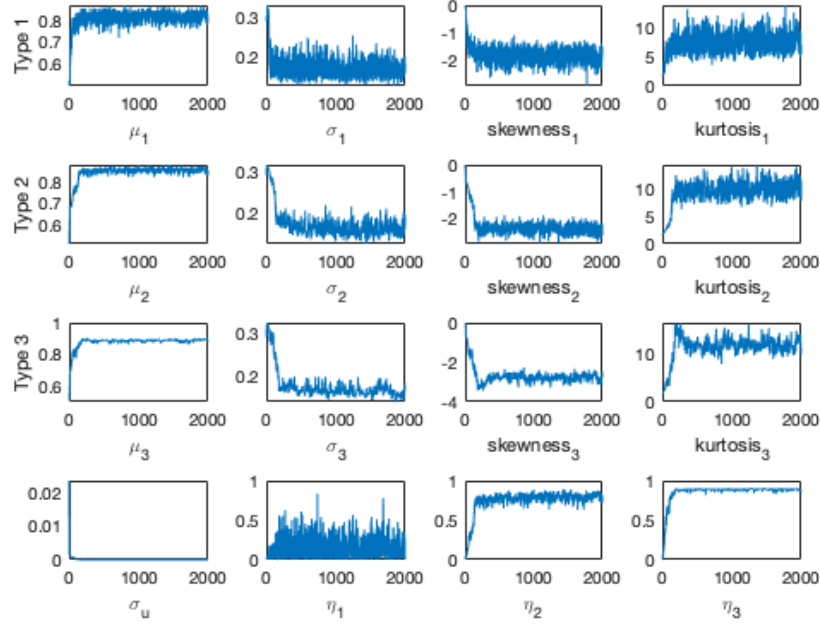 Type 1
0.8
0.7
0.6
0 1000 2000
μ1
0.3
0.2
0 1000 2000
σ1
0
-1
-2
0 1000 2000
skewness1
10
5
0
0 1000 2000
kurtosis1
Type 2
0.8
0.7
0.6
0 1000 2000
μ2
0.3
0.2
0 1000 2000
σ2
0
-1
-2
0 1000 2000
skewness2
10
5
0
0 1000 2000
kurtosis2
Type 3
1
0.8
0.6
0 1000 2000
μ3
0.3
0.2
0 1000 2000
σ3
0
-2
-4
0 1000 2000
skewness3
10
0
0 1000 2000
kurtosis3
0.02
0.01
0
0 1000 2000
σu
1
0.5
0
0 1000 2000
η1
1
0.5
0
0 1000 2000
η2
1
0.5
0
0 1000 2000
η3